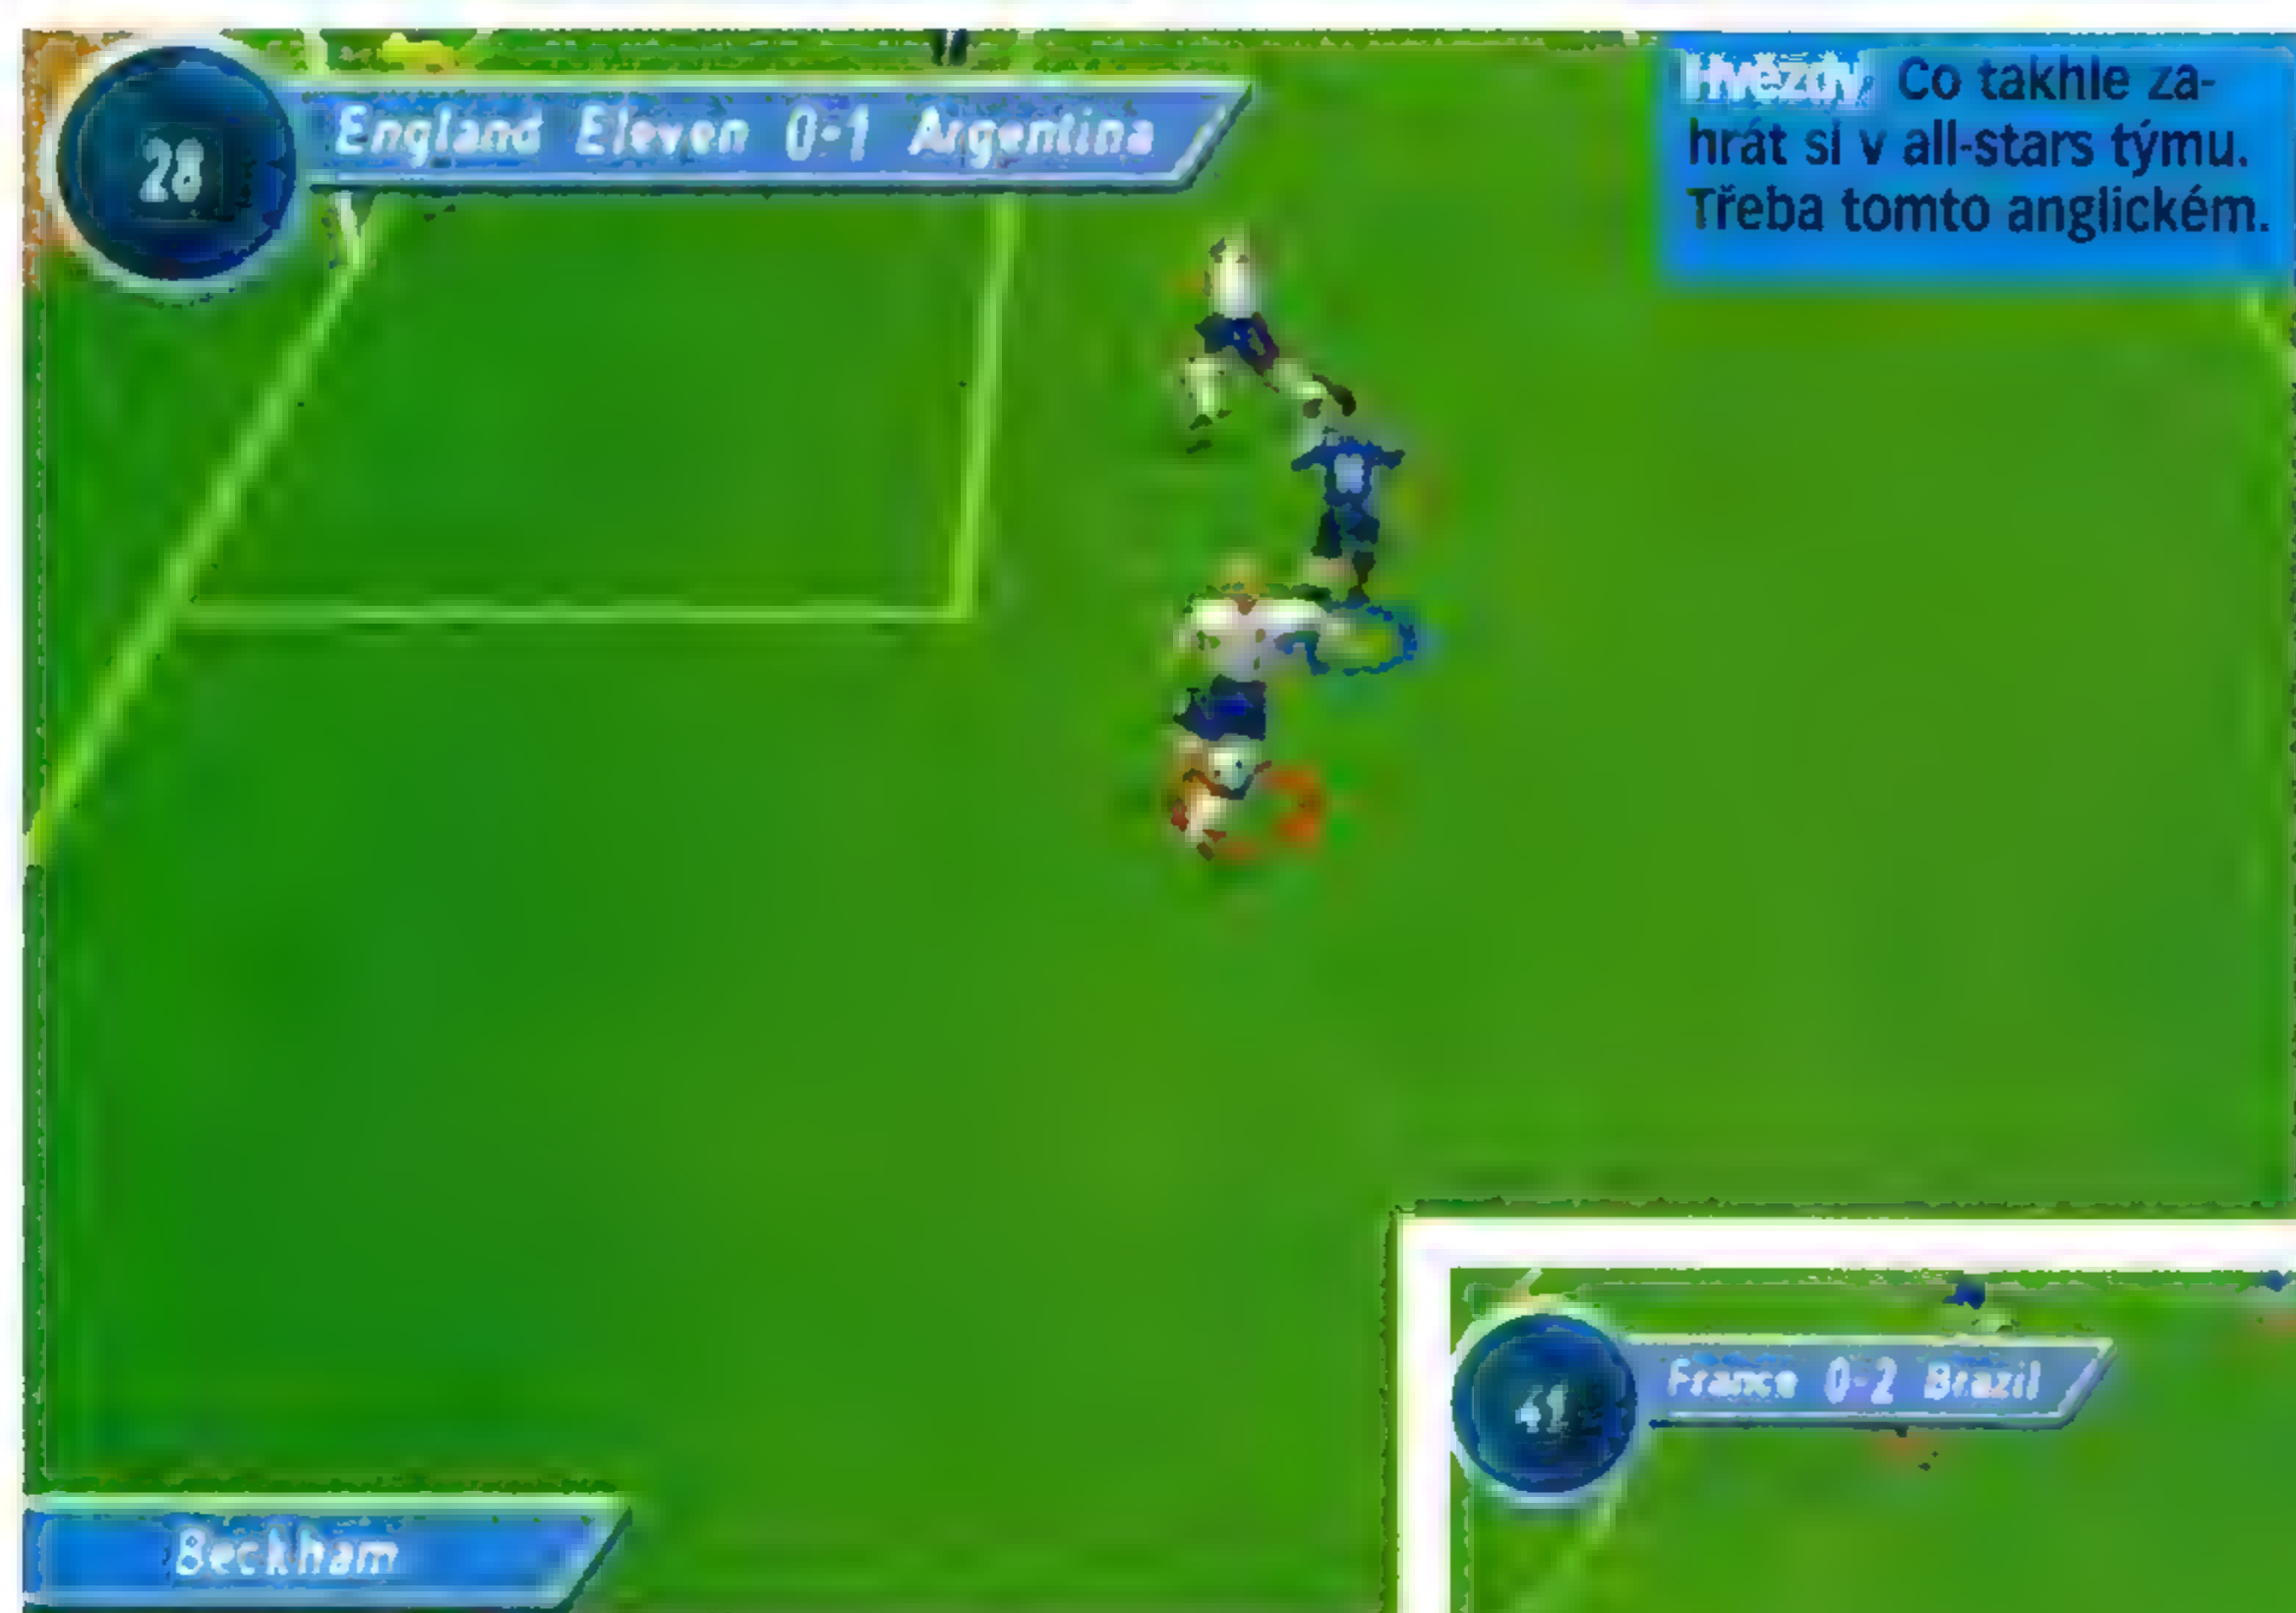 28
England Eleven 0-1 Argentina
Hvězdy. Co takhle za-
hrát si v all-stars týmu.
Třeba tomto anglickém.
41
France 0-2 Brazil
Beckham